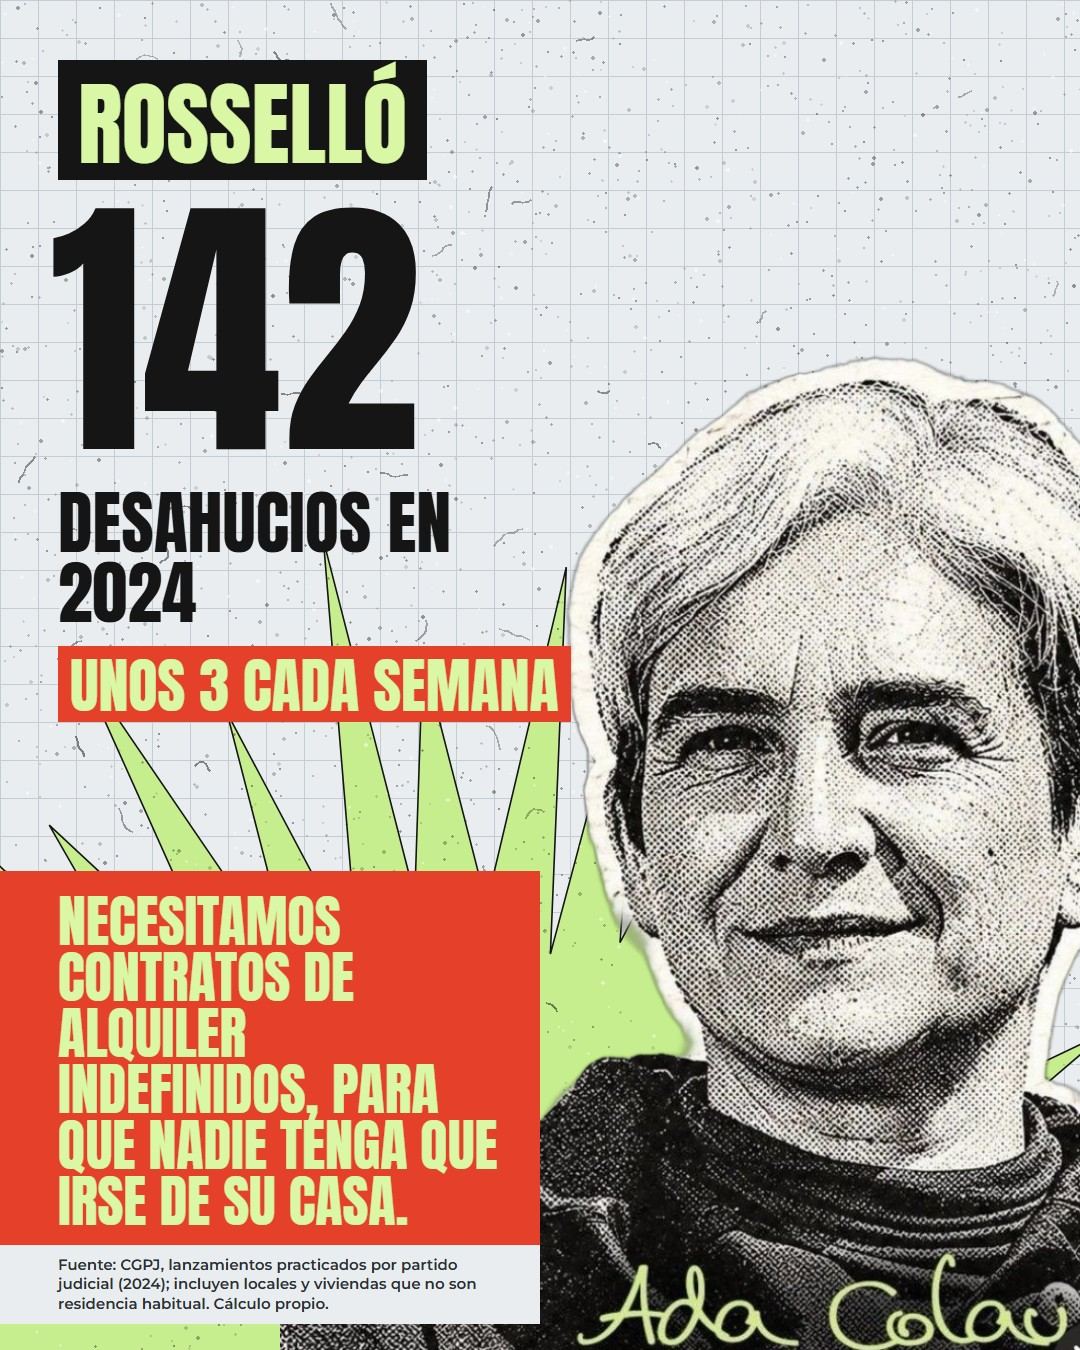 ROSSELLÓ
142
DESAHUCIOS EN
2024
UNOS 3 CADA SEMANA
NECESITAMOS
CONTRATOS DE
ALQUILER
INDEFINIDOS, PARA
QUE NADIE TENGA QUE
IRSE DE SU CASA.
Fuente: CGPJ, lanzamientos practicados por partido
judicial (2024); incluyen locales y viviendas que no son
residencia habitual. Cálculo propio.
Ada Colau